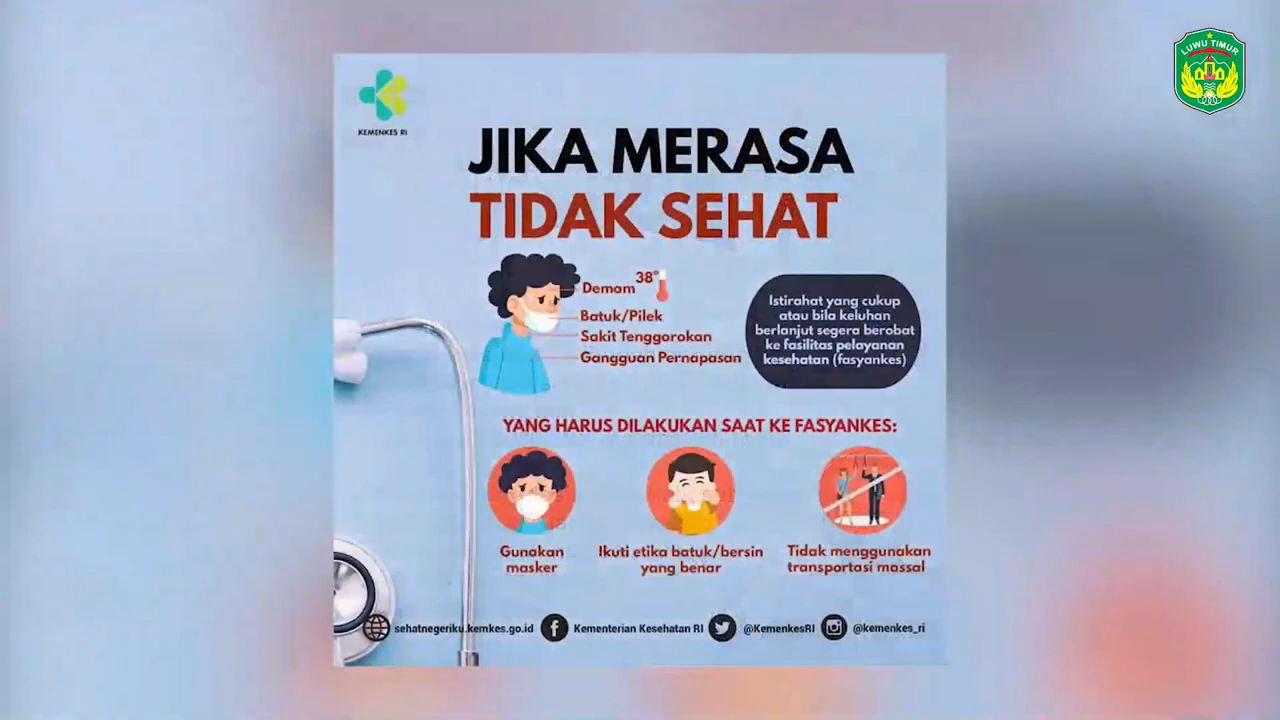 LUWU TIMUR
KEMENKES RI
JIKA MERASA
TIDAK SEHAT
38°
Demam
Batuk/Pilek
Sakit Tenggorokan
Gangguan Pernapasan
Istirahat yang cukup
atau bila keluhan
berlanjut segera berobat
ke fasilitas pelayanan
kesehatan (fasyankes)
YANG HARUS DILAKUKAN SAAT KE FASYANKES:
Gunakan
masker
Ikuti etika batuk/bersin
yang benar
Tidak menggunakan
transportasi massal
sehatnegeriku.kemkes.go.id
Kementerian Kesehatan RI
@KemenkesRI
@kemenkes_ri